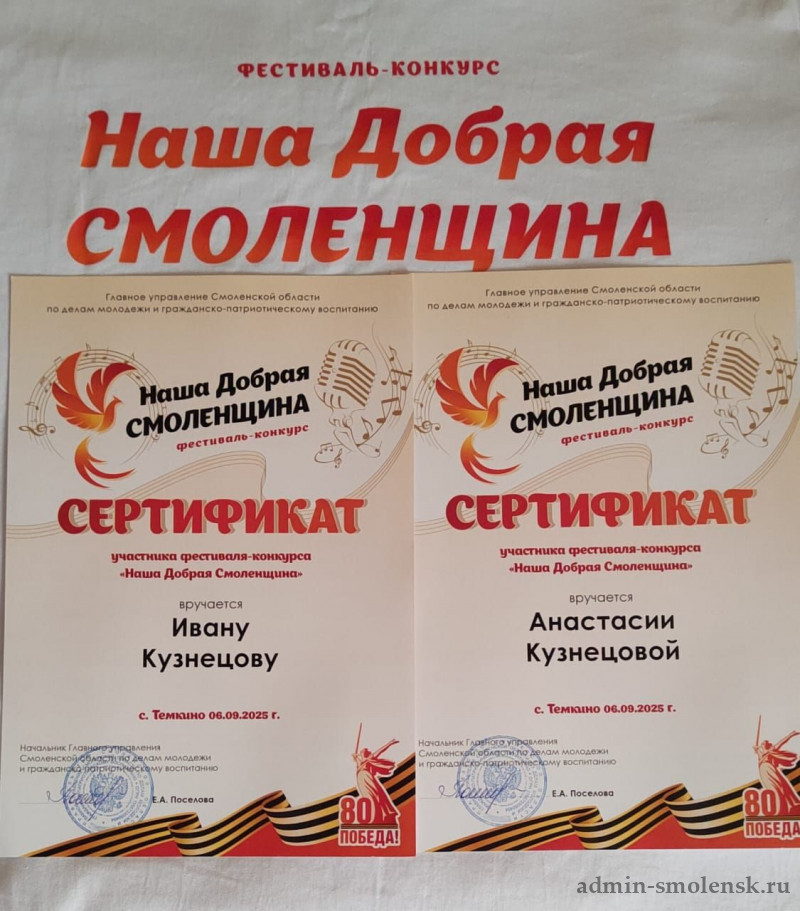 ФЕСТИВАЛЬ-КОНКУРС
Наша Добрая
СМОЛЕНЩИНА
Главное управление Смоленской области
по делам молодежи и гражданско-патриотическому воспитанию
Наша Добрая
СМОЛЕНЩИНА
фестиваль-конкурс
СЕРТИФИКАТ
участника фестиваля-конкурса
«Наша Добрая Смоленщина»
вручается
Ивану
Кузнецову
с. Темкино 06.09.2025 г.
Начальник Главного управления
Смоленской области по делам молодежи
и гражданско-патриотическому воспитанию
Е.А. Поселова
80
ПОБЕДА!
Главное управление Смоленской области
по делам молодежи и гражданско-патриотическому воспитанию
Наша Добрая
СМОЛЕНЩИНА
фестиваль-конкурс
СЕРТИФИКАТ
участника фестиваля-конкурса
«Наша Добрая Смоленщина»
вручается
Анастасии
Кузнецовой
с. Темкино 06.09.2025 г.
Начальник Главного управления
Смоленской области по делам молодежи
и гражданско-патриотическому воспитанию
Е.А. Поселова
80
ПОБЕДА!
admin-smolensk.ru